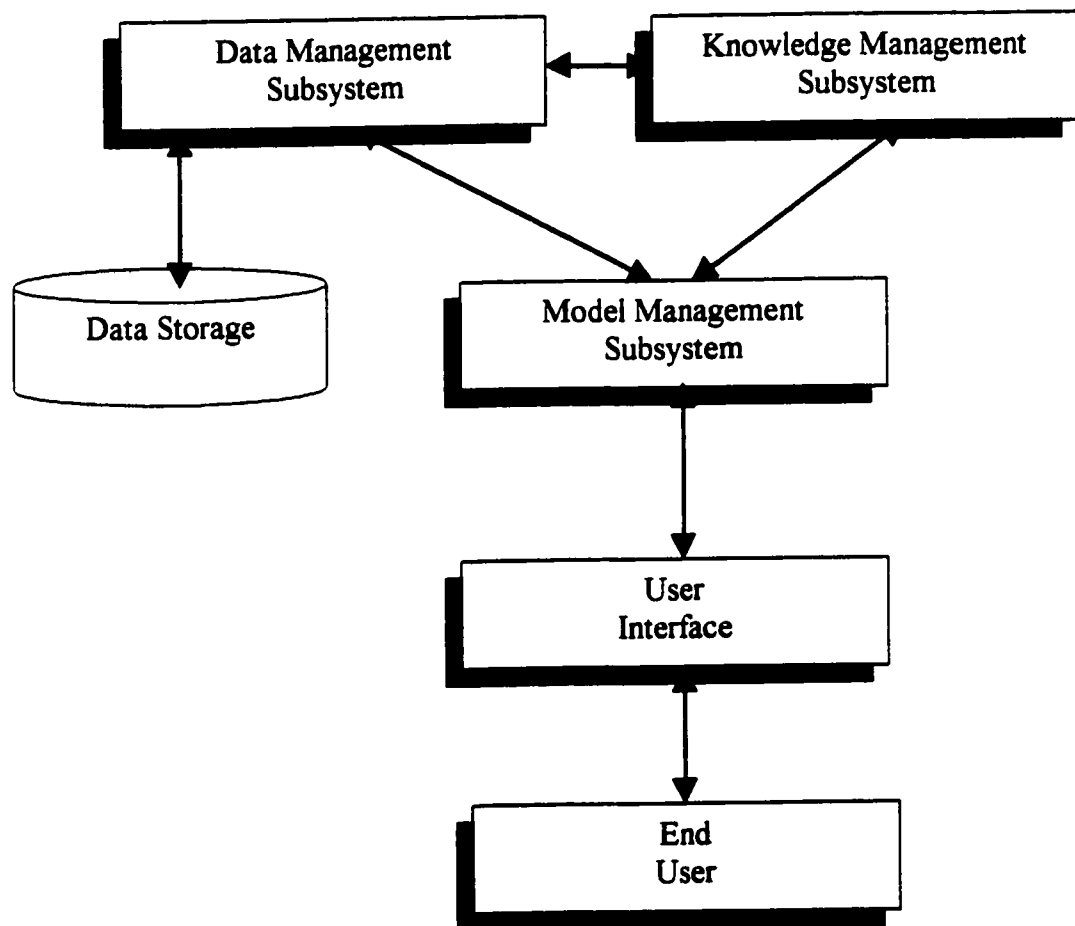 Data Management
Subsystem
Knowledge Management
Subsystem
Data Storage
Model Management
Subsystem
User
Interface
End
User